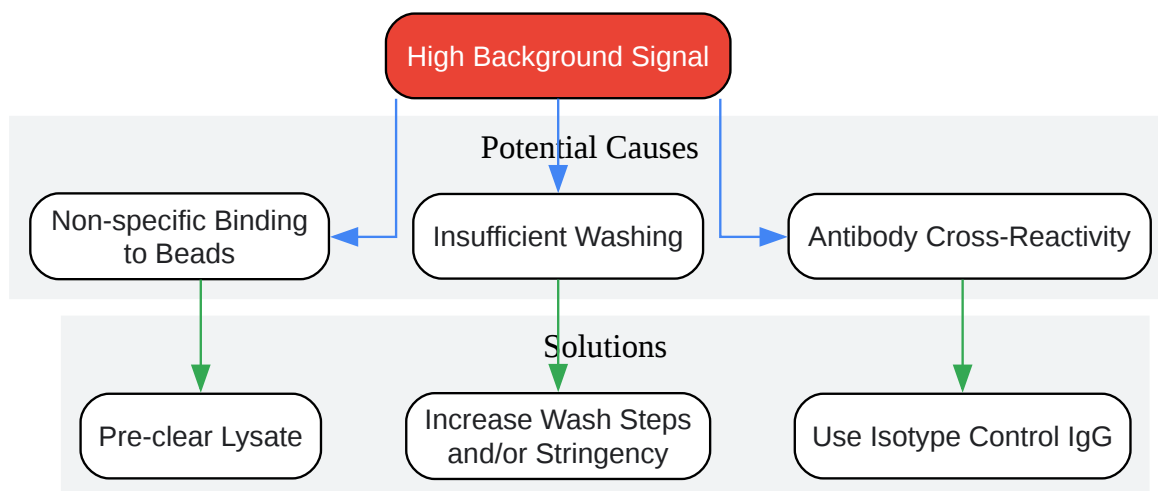 High Background Signal
Potential Causes
Non-specific Binding
to Beads
Insufficient Washing
Antibody Cross-Reactivity
Solutions
Pre-clear Lysate
Increase Wash Steps
and/or Stringency
Use Isotype Control IgG